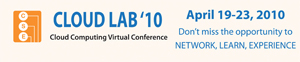 CLOUD LAB '10
Cloud Computing Virtual Conference
April 19-23, 2010
Don't miss the opportunity to
NETWORK, LEARN, EXPERIENCE